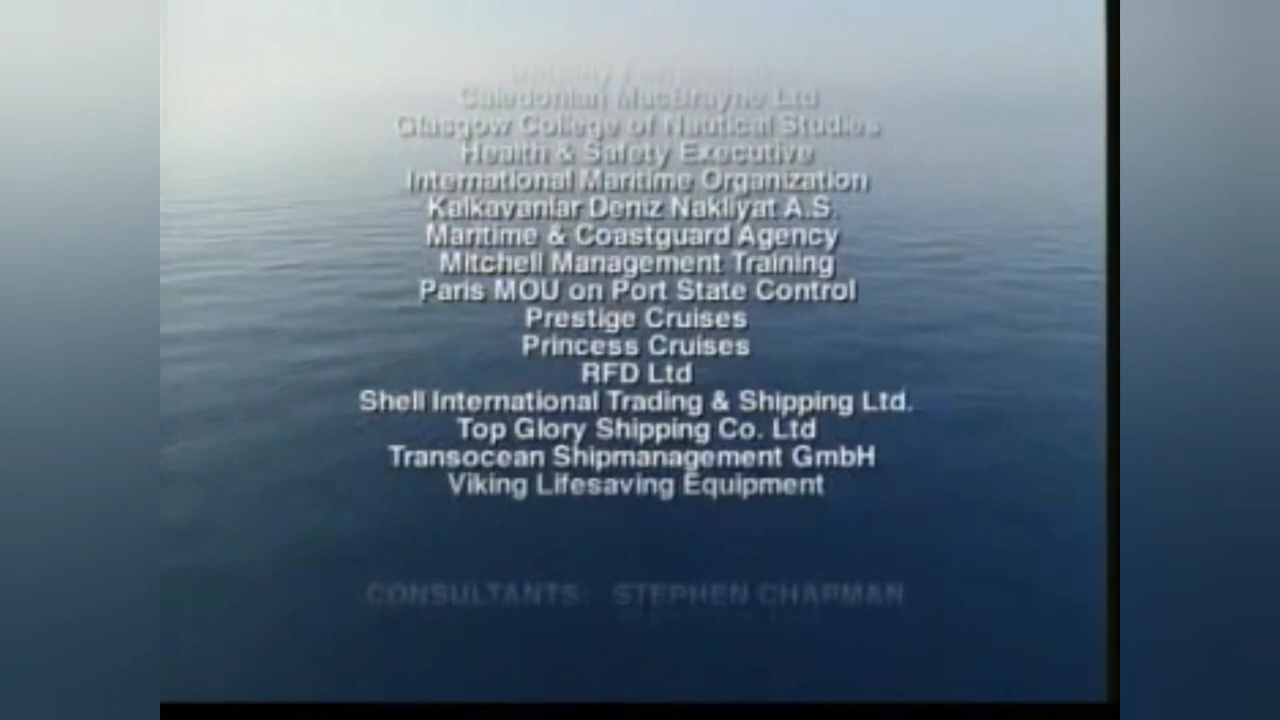 Caledonian MacBrayne Ltd
Glasgow College of Nautical Studies
Health & Safety Executive
International Maritime Organization
Kalkavanlar Deniz Nakliyat A.S.
Maritime & Coastguard Agency
Mitchell Management Training
Paris MOU on Port State Control
Prestige Cruises
Princess Cruises
RFD Ltd
Shell International Trading & Shipping Ltd.
Top Glory Shipping Co. Ltd
Transocean Shipmanagement GmbH
Viking Lifesaving Equipment
CONSULTANTS: STEPHEN CHAPMAN